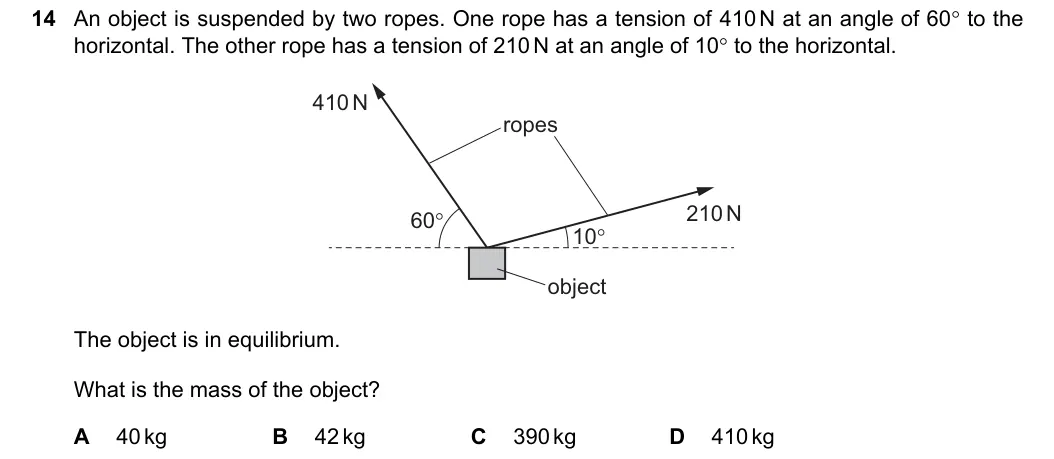 14 An object is suspended by two ropes. One rope has a tension of 410 N at an angle of 60° to the
horizontal. The other rope has a tension of 210 N at an angle of 10° to the horizontal.
410 N
ropes
60°
210 N
10°
object
The object is in equilibrium.
What is the mass of the object?
A 40 kg B 42 kg C 390 kg D 410 kg